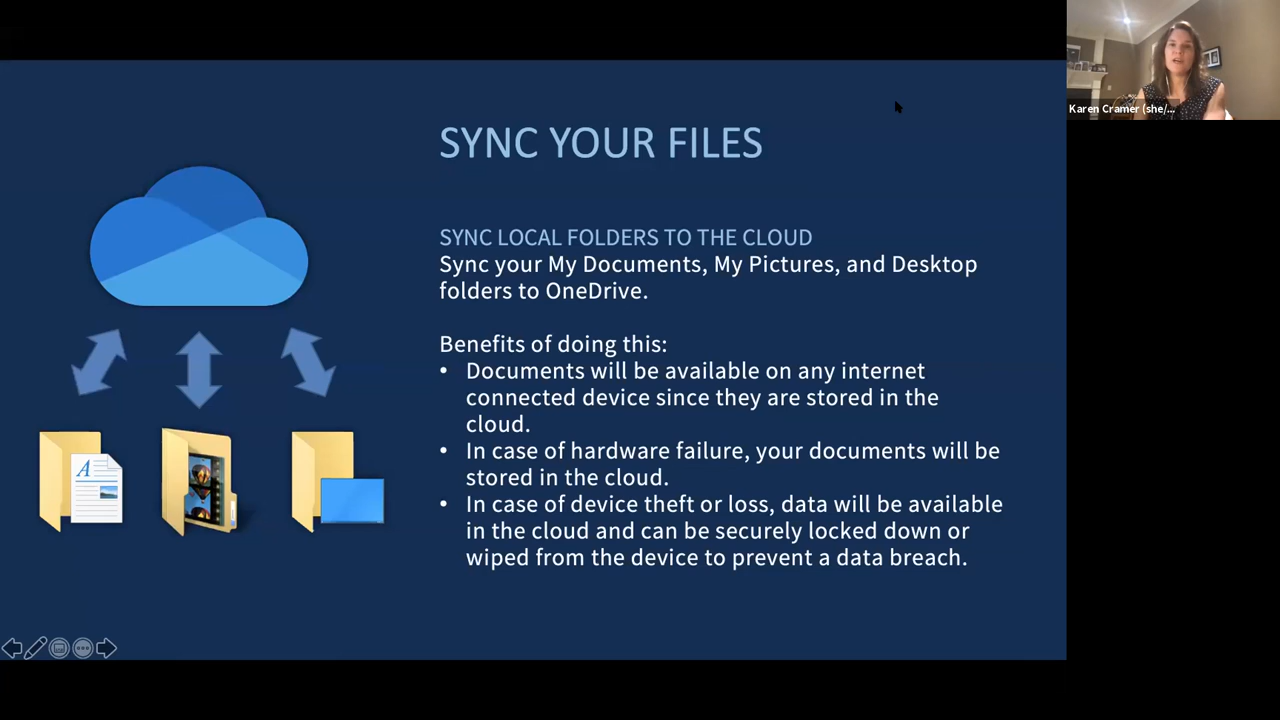 SYNC YOUR FILES
SYNC LOCAL FOLDERS TO THE CLOUD
Sync your My Documents, My Pictures, and Desktop
folders to OneDrive.
Benefits of doing this:
• Documents will be available on any internet
connected device since they are stored in the
cloud.
• In case of hardware failure, your documents will be
stored in the cloud.
• In case of device theft or loss, data will be available
in the cloud and can be securely locked down or
wiped from the device to prevent a data breach.
Karen Cramer (she/...
A